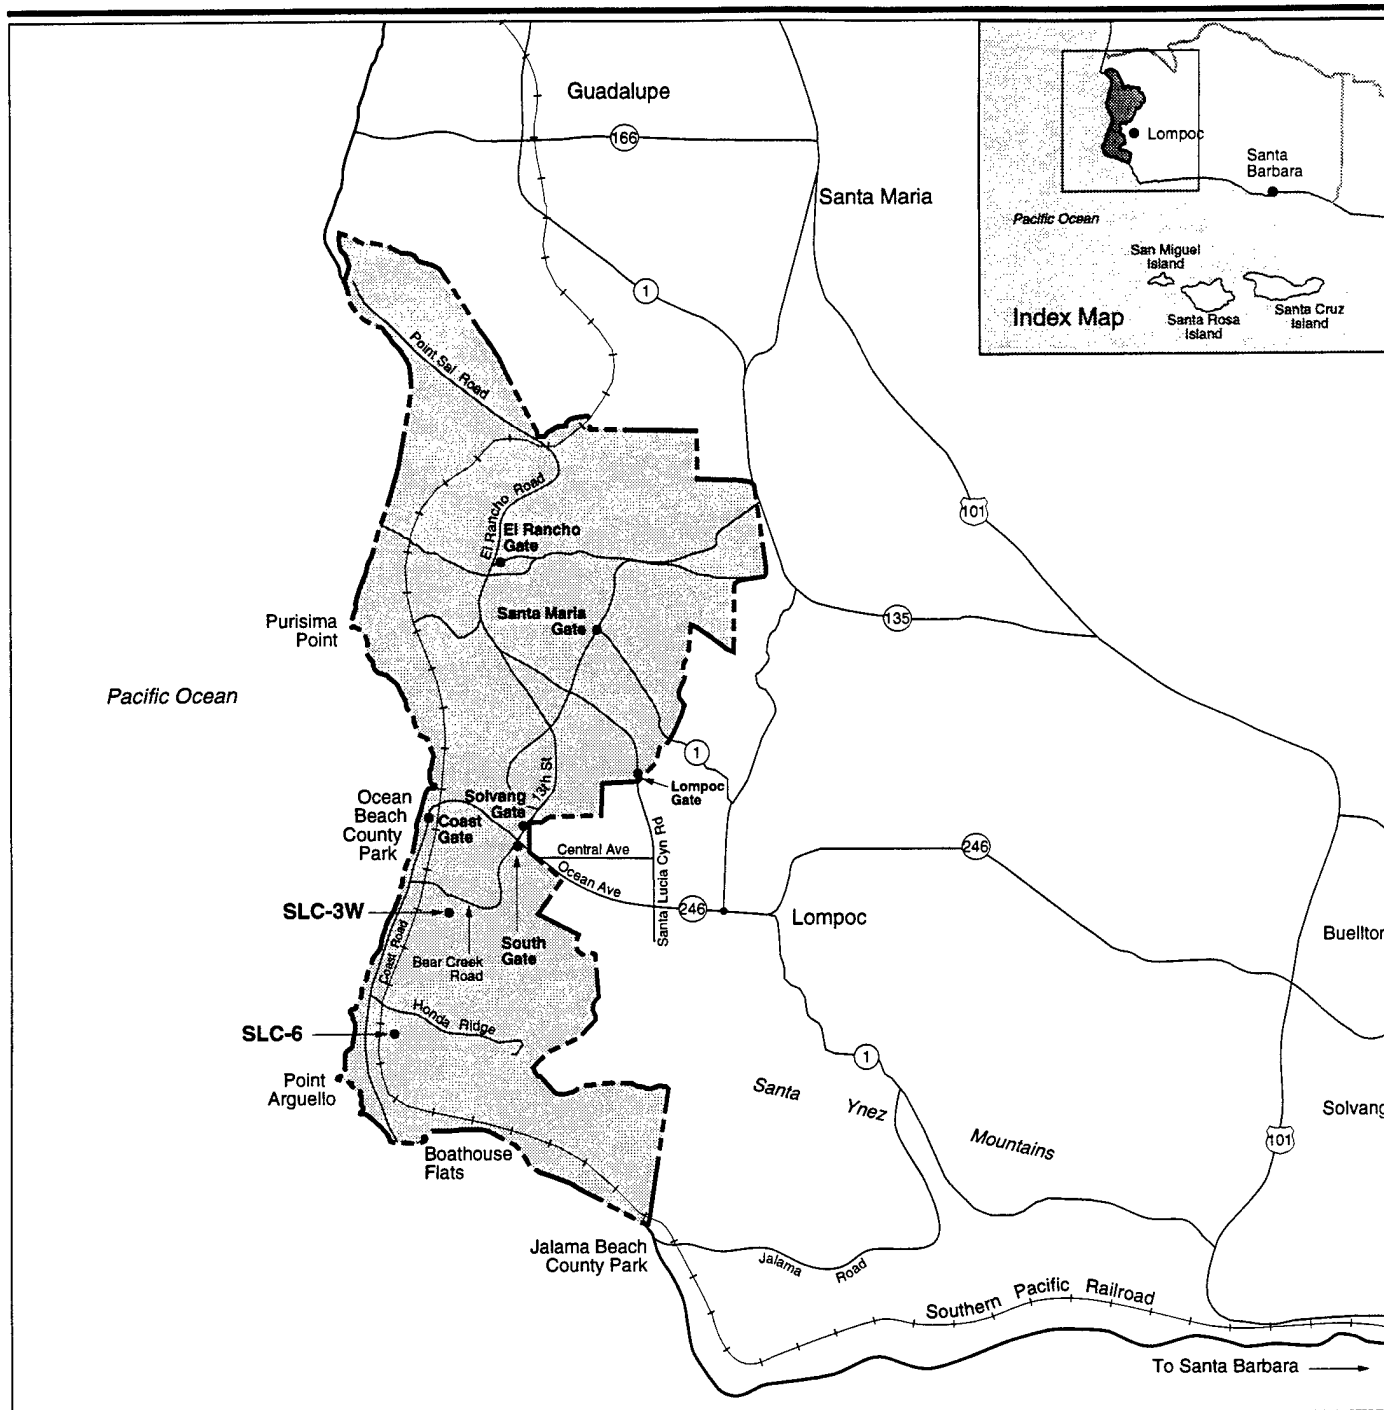 Guadalupe
166
Santa Maria
1
Point Sal Road
El Rancho Road
El Rancho
Gate
101
Santa Maria
Gate
135
Purisima
Point
Pacific Ocean
1
13th St
Lompoc
Gate
Solvang
Gate
Ocean
Beach
County
Park
Coast
Gate
Central Ave
Ocean Ave
Santa Lucia Cyn Rd
246
246
Lompoc
SLC-3W
Coast Road
Bear Creek
Road
South
Gate
Buellton
Honda Ridge
SLC-6
1
Point
Arguello
Santa Ynez Mountains
Solvang
101
Boathouse
Flats
Jalama Beach
County Park
Jalama Road
Southern Pacific Railroad
To Santa Barbara
Lompoc
Santa
Barbara
Pacific Ocean
San Miguel
Island
Santa Rosa
Island
Santa Cruz
Island
Index Map